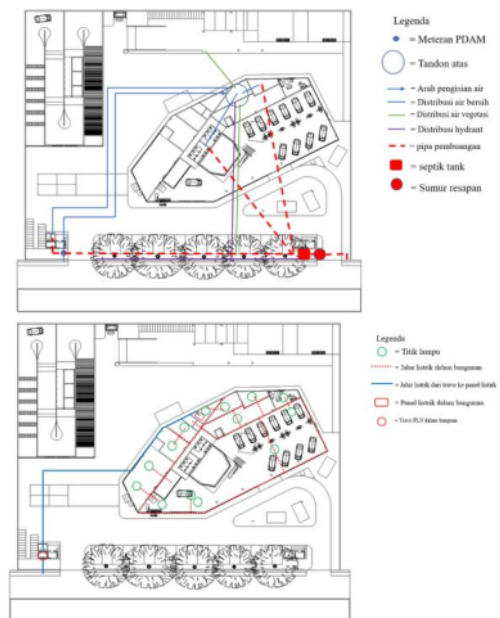 Legenda
= Meteran PDAM
= Tandon atas
= Arah pengisian air
= Distribusi air bersih
= Distribusi air vegetasi
= Distribusi hydrant
= pipa pembuangan
= septik tank
= Sumur resapan
Legenda
= Titik lampu
= Jalur listrik dalam bangunan
= Jalur listrik dari travo ke panel listrik
= Panel listrik dalam bangunan
= Travo PLN dalam